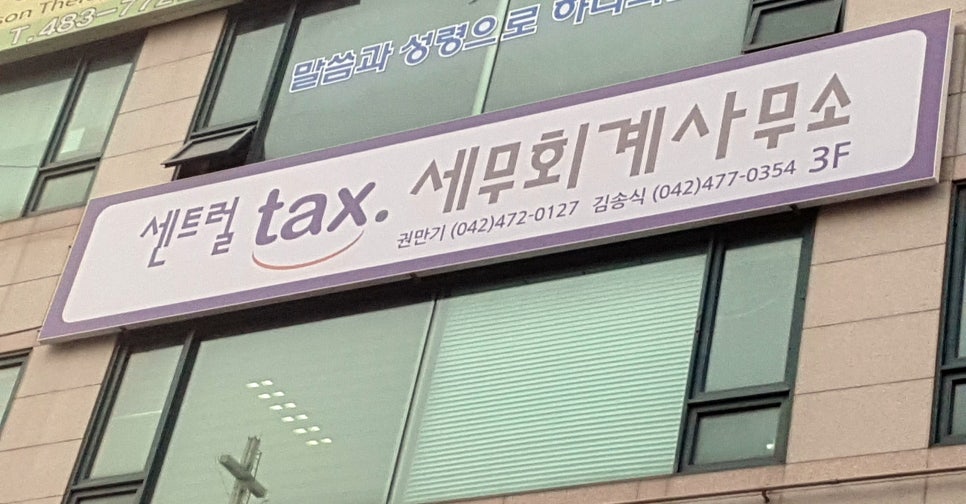 T.483-772
말씀과 성령으로 하나
센트럴 tax. 세무회계사무소
권만기 (042)472-0127 김송식 (042)477-0354 3F